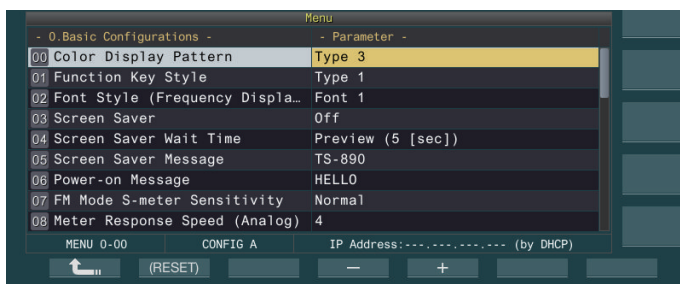 Menu
- 0.Basic Configurations - - Parameter -
00 Color Display Pattern Type 3
01 Function Key Style Type 1
02 Font Style (Frequency Displa… Font 1
03 Screen Saver Off
04 Screen Saver Wait Time Preview (5 [sec])
05 Screen Saver Message TS-890
06 Power-on Message HELLO
07 FM Mode S-meter Sensitivity Normal
08 Meter Response Speed (Analog) 4
MENU 0-00 CONFIG A IP Address:---.---.---.--- (by DHCP)
(RESET) － +